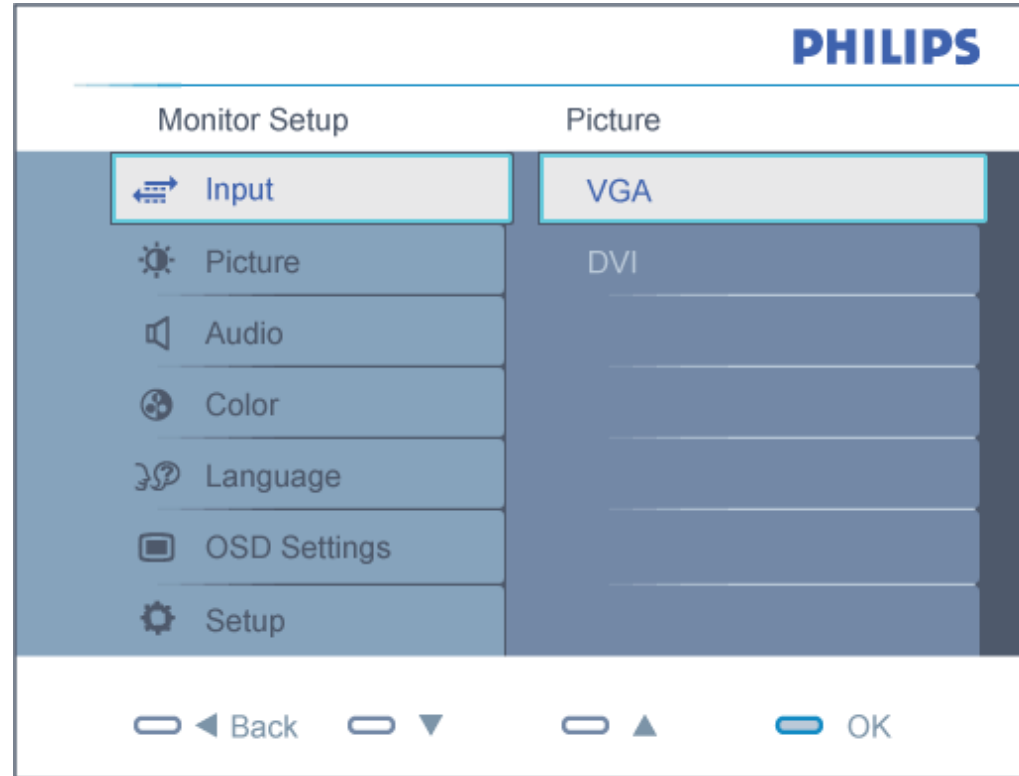 PHILIPS
Monitor Setup Picture
Input VGA
Picture DVI
Audio
Color
Language
OSD Settings
Setup
Back OK